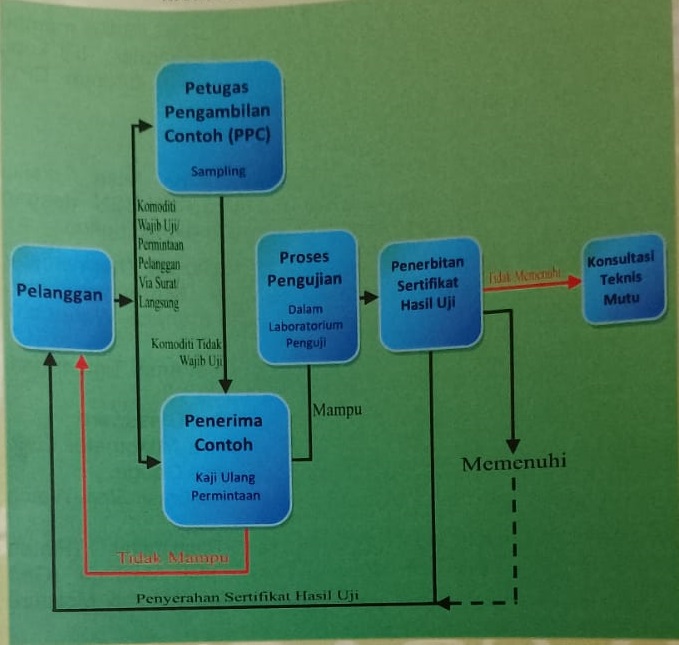 Petugas
Pengambilan
Contoh (PPC)
Sampling
Komoditi
Wajib Uji/
Permintaan
Pelanggan
Via Surat/
Langsung
Pelanggan
Proses
Pengujian
Dalam
Laboratorium
Penguji
Penerbitan
Sertifikat
Hasil Uji
Tidak Memenuhi
Konsultasi
Teknis
Mutu
Komoditi Tidak
Wajib Uji
Mampu
Penerima
Contoh
Kaji Ulang
Permintaan
Memenuhi
Tidak Mampu
Penyerahan Sertifikat Hasil Uji